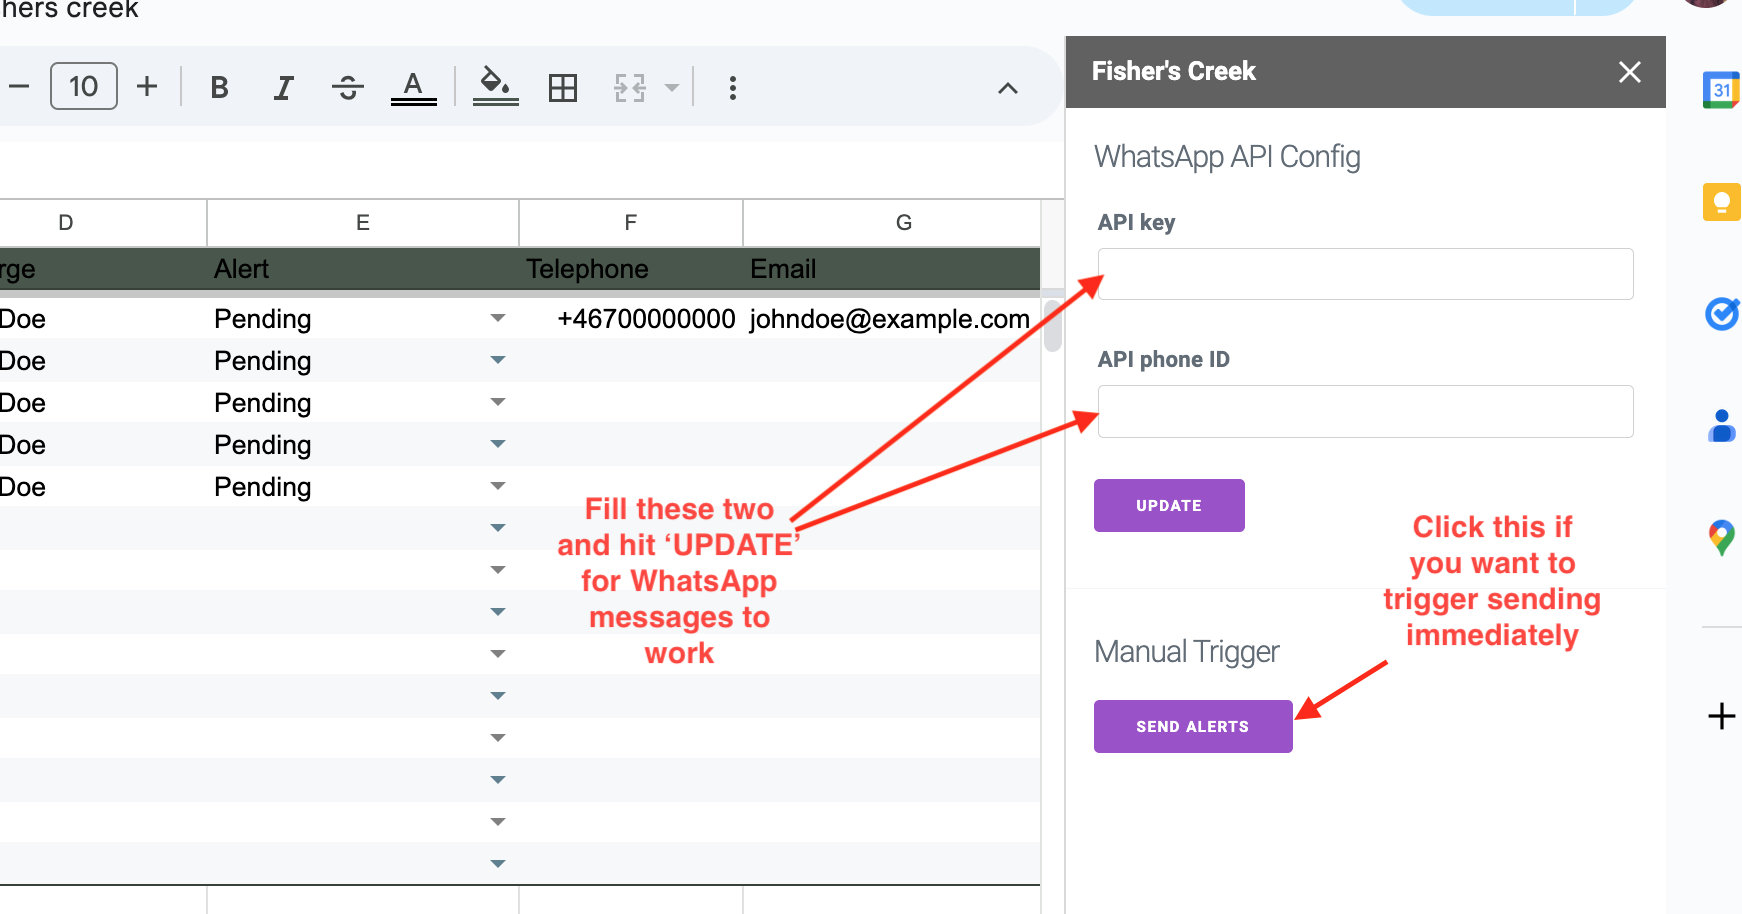 hers creek
10
B
I
S
A
31
Fisher's Creek
WhatsApp API Config
API key
API phone ID
UPDATE
Manual Trigger
SEND ALERTS
D E F G
rge Alert Telephone Email
Doe Pending +46700000000 johndoe@example.com
Doe Pending
Doe Pending
Doe Pending
Doe Pending
Fill these two
and hit ‘UPDATE’
for WhatsApp
messages to
work
Click this if
you want to
trigger sending
immediately